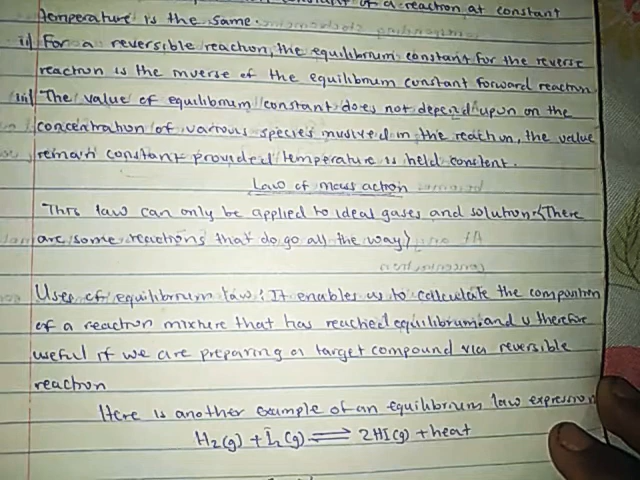 constant of a reaction at constant
temperature is the same.
ii) For a reversible reaction, the equilibrium constant for the reverse
reaction is the inverse of the equilibrium constant forward reaction
iii) The value of equilibrium constant does not depend upon on the
concentration of various species involved in the reaction, the value
remain constant provided temperature is held constant.
Law of mass action
This law can only be applied to ideal gases and solution (There
are some reactions that do go all the way)
Uses of equilibrium law: It enables us to calculate the composition
of a reaction mixture that has reached equilibrium and is therefore
useful if we are preparing a target compound via reversible
reaction
Here is another example of an equilibrium law expression
H₂(g) + I₂(g) ⇌ 2HI(g) + heat